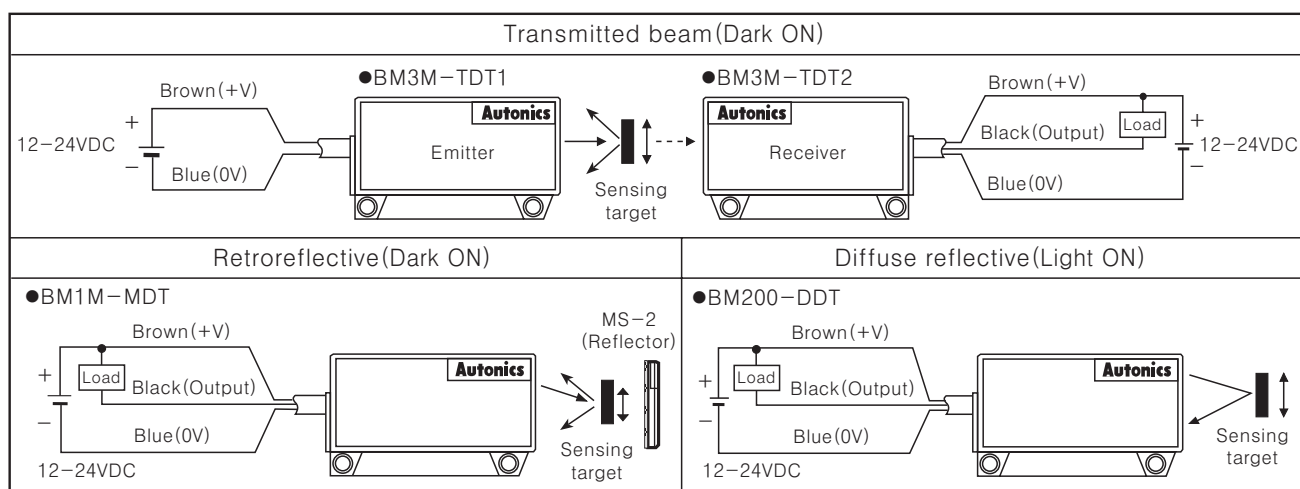 Transmitted beam(Dark ON)
●BM3M-TDT1
●BM3M-TDT2
Brown(+V)
Brown(+V)
Autonics
Autonics
+
12-24VDC
−
Emitter
Receiver
Black(Output)
Load
+
12-24VDC
−
Blue(0V)
Blue(0V)
Sensing
target
Retroreflective(Dark ON)
●BM1M-MDT
Brown(+V)
MS-2
(Reflector)
+
Load
Autonics
Black(Output)
−
Blue(0V)
12-24VDC
Sensing
target
Diffuse reflective(Light ON)
●BM200-DDT
Brown(+V)
+
Load
Autonics
Black(Output)
−
Blue(0V)
12-24VDC
Sensing
target